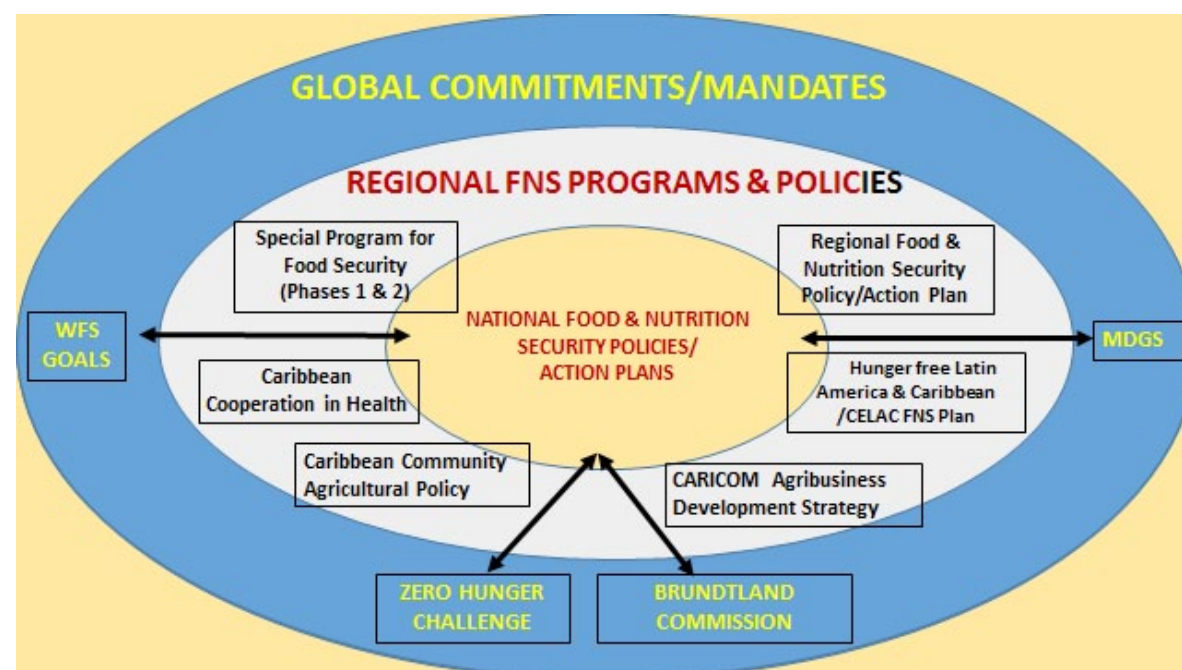 GLOBAL COMMITMENTS/MANDATES
REGIONAL FNS PROGRAMS & POLICIES
Special Program for
Food Security
(Phases 1 & 2)
Regional Food &
Nutrition Security
Policy/Action Plan
NATIONAL FOOD & NUTRITION
SECURITY POLICIES/
ACTION PLANS
WFS
GOALS
MDGS
Caribbean
Cooperation in Health
Hunger free Latin
America & Caribbean
/CELAC FNS Plan
Caribbean Community
Agricultural Policy
CARICOM Agribusiness
Development Strategy
ZERO HUNGER
CHALLENGE
BRUNDTLAND
COMMISSION